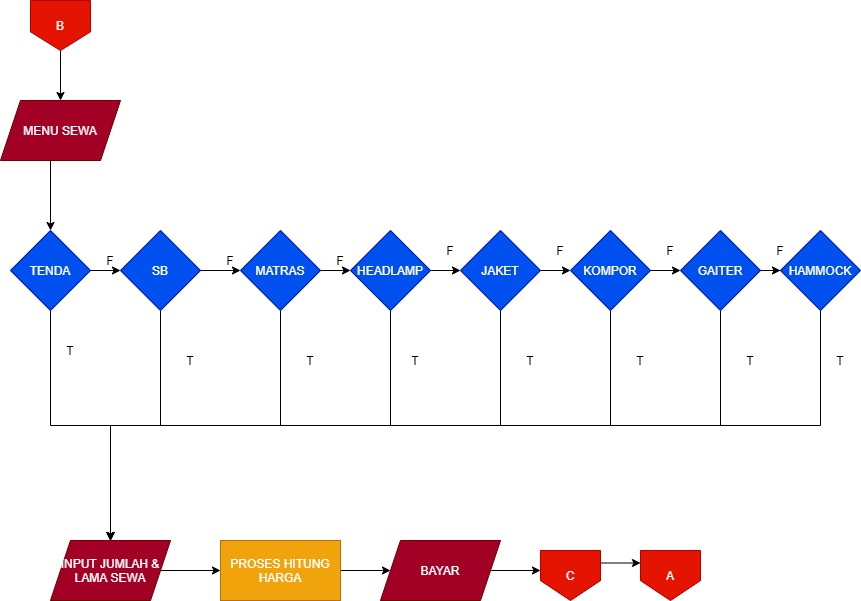 B
MENU SEWA
TENDA
F
SB
F
MATRAS
F
HEADLAMP
F
JAKET
F
KOMPOR
F
GAITER
F
HAMMOCK
T
T
T
T
T
T
T
T
INPUT JUMLAH &
LAMA SEWA
PROSES HITUNG
HARGA
BAYAR
C
A